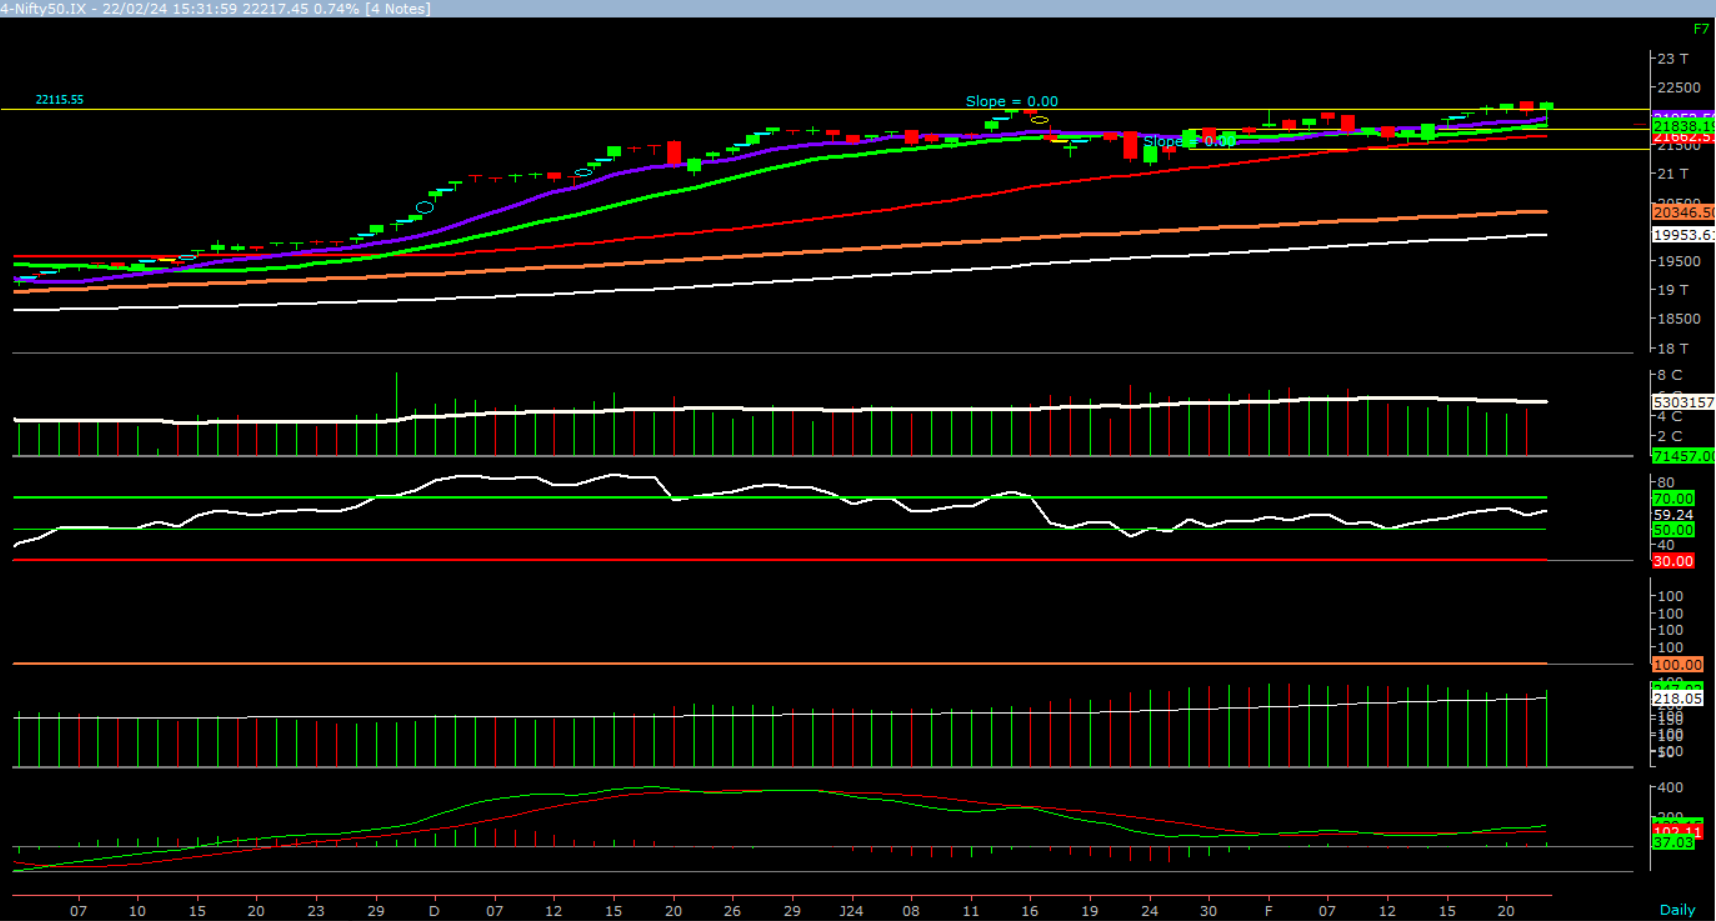 4-Nifty50.IX - 22/02/24 15:31:59 22217.45 0.74% [4 Notes]
F7
23 T
22115.55
Slope = 0.00
22500
21838.19
Slope = 0.00
21500
21 T
20346.50
19953.61
19500
19 T
18500
18 T
8 C
5303157
4 C
2 C
71457.00
80
70.00
59.24
50.00
40
30.00
100
100
100
100
100.00
218.05
400
102.11
37.03
07 10 15 20 23 29 D 07 12 15 20 26 29 J24 08 11 16 19 24 30 F 07 12 15 20
Daily